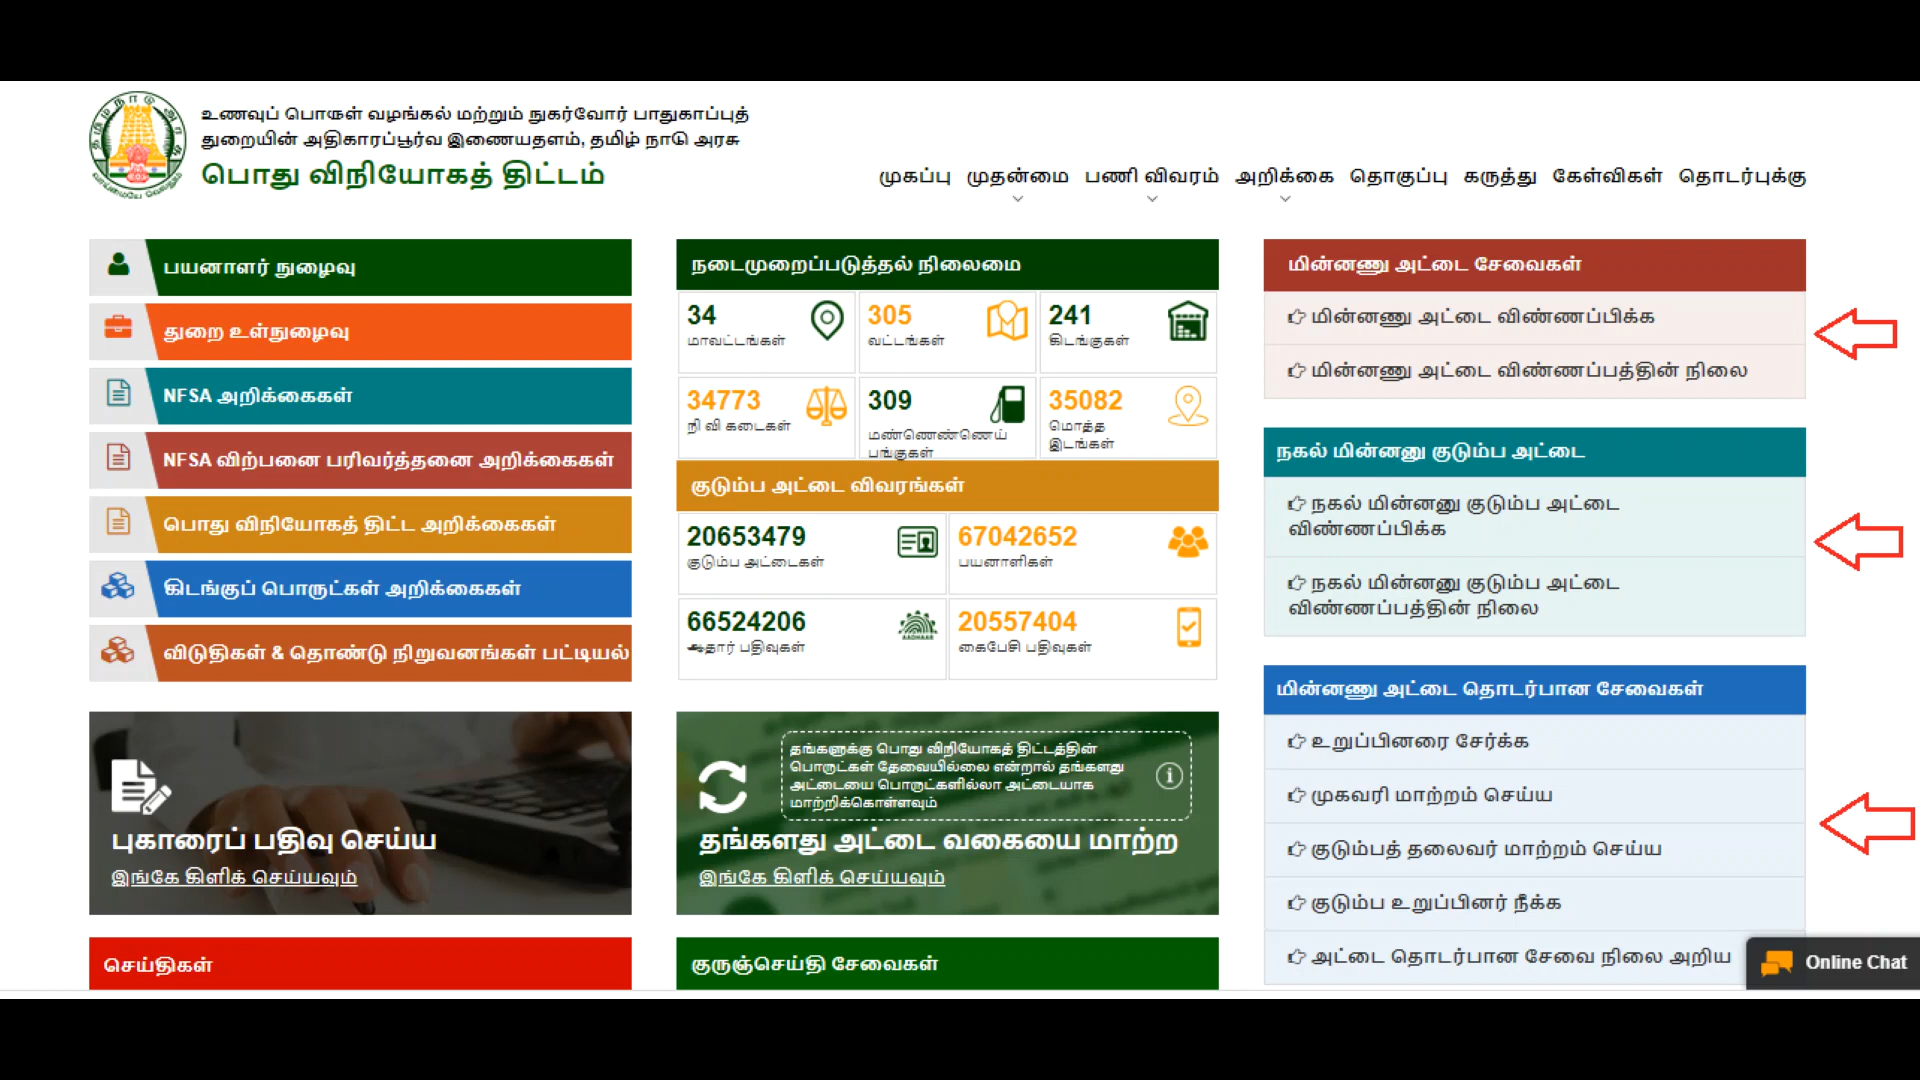 உணவுப் பொருள் வழங்கல் மற்றும் நுகர்வோர் பாதுகாப்புத்
துறையின் அதிகாரப்பூர்வ இணையதளம், தமிழ் நாடு அரசு
பொது விநியோகத் திட்டம்
முகப்பு முதன்மை பணி விவரம் அறிக்கை தொகுப்பு கருத்து கேள்விகள் தொடர்புக்கு
பயனாளர் நுழைவு
துறை உள்நுழைவு
NFSA அறிக்கைகள்
NFSA விற்பனை பரிவர்த்தனை அறிக்கைகள்
பொது விநியோகத் திட்ட அறிக்கைகள்
கிடங்குப் பொருட்கள் அறிக்கைகள்
விடுதிகள் & தொண்டு நிறுவனங்கள் பட்டியல்
புகாரைப் பதிவு செய்ய
இங்கே கிளிக் செய்யவும்
செய்திகள்
நடைமுறைப்படுத்தல் நிலைமை
34
மாவட்டங்கள்
305
வட்டங்கள்
241
கிடங்குகள்
34773
நி வி கடைகள்
309
மண்ணெண்ணெய்
பங்குகள்
35082
மொத்த
இடங்கள்
குடும்ப அட்டை விவரங்கள்
20653479
குடும்ப அட்டைகள்
67042652
பயனாளிகள்
66524206
ஆதார் பதிவுகள்
AADHAAR
20557404
கைபேசி பதிவுகள்
தங்களுக்கு பொது விநியோகத் திட்டத்தின்
பொருட்கள் தேவையில்லை என்றால் தங்களது
அட்டையை பொருட்களில்லா அட்டையாக
மாற்றிக்கொள்ளவும்
தங்களது அட்டை வகையை மாற்ற
இங்கே கிளிக் செய்யவும்
குருஞ்செய்தி சேவைகள்
மின்னணு அட்டை சேவைகள்
மின்னணு அட்டை விண்ணப்பிக்க
மின்னணு அட்டை விண்ணப்பத்தின் நிலை
நகல் மின்னனு குடும்ப அட்டை
நகல் மின்னனு குடும்ப அட்டை
விண்ணப்பிக்க
நகல் மின்னனு குடும்ப அட்டை
விண்ணப்பத்தின் நிலை
மின்னணு அட்டை தொடர்பான சேவைகள்
உறுப்பினரை சேர்க்க
முகவரி மாற்றம் செய்ய
குடும்பத் தலைவர் மாற்றம் செய்ய
குடும்ப உறுப்பினர் நீக்க
அட்டை தொடர்பான சேவை நிலை அறிய
Online Chat